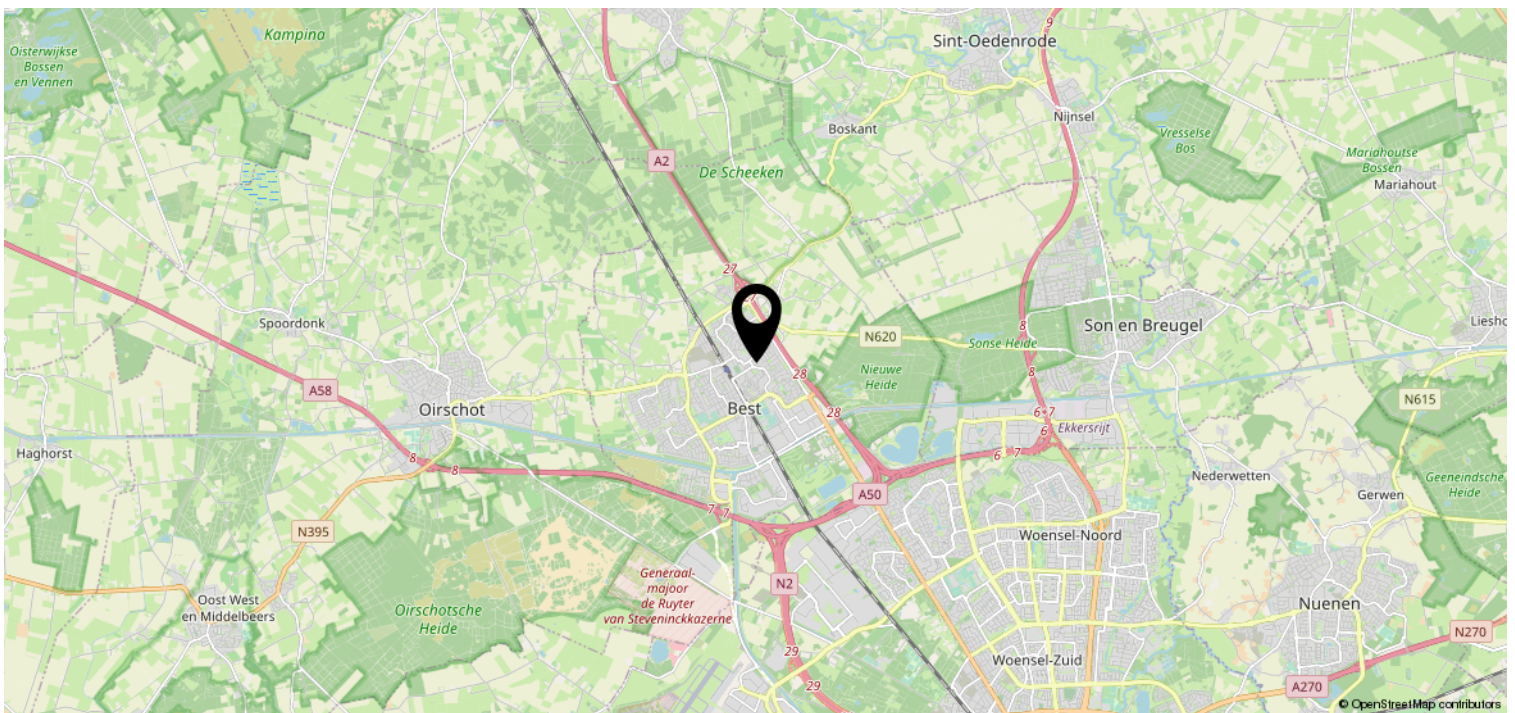 Kampina
Oisterwijkse
Bossen
en Vennen
Sint-Oedenrode
9
Boskant
Nijnsel
Vresselse
Bos
Mariahoutse
Bossen
Mariahout
A2
De Scheeken
27
Spoordonk
N620
Sonse Heide
8
Son en Breugel
A58
Oirschot
Best
28
28
Nieuwe
Heide
8
N615
6
7
6
Ekkersrijt
6
7
Haghorst
8
8
7
7
A50
Nederwetten
Gerwen
Geeneindsche
Heide
N395
Woensel-Noord
Generaal-
majoor
de Ruyter
van Steveninckkazerne
N2
Oost West
en Middelbeers
Oirschotsche
Heide
Nuenen
N270
29
29
Woensel-Zuid
A270
© OpenStreetMap contributors